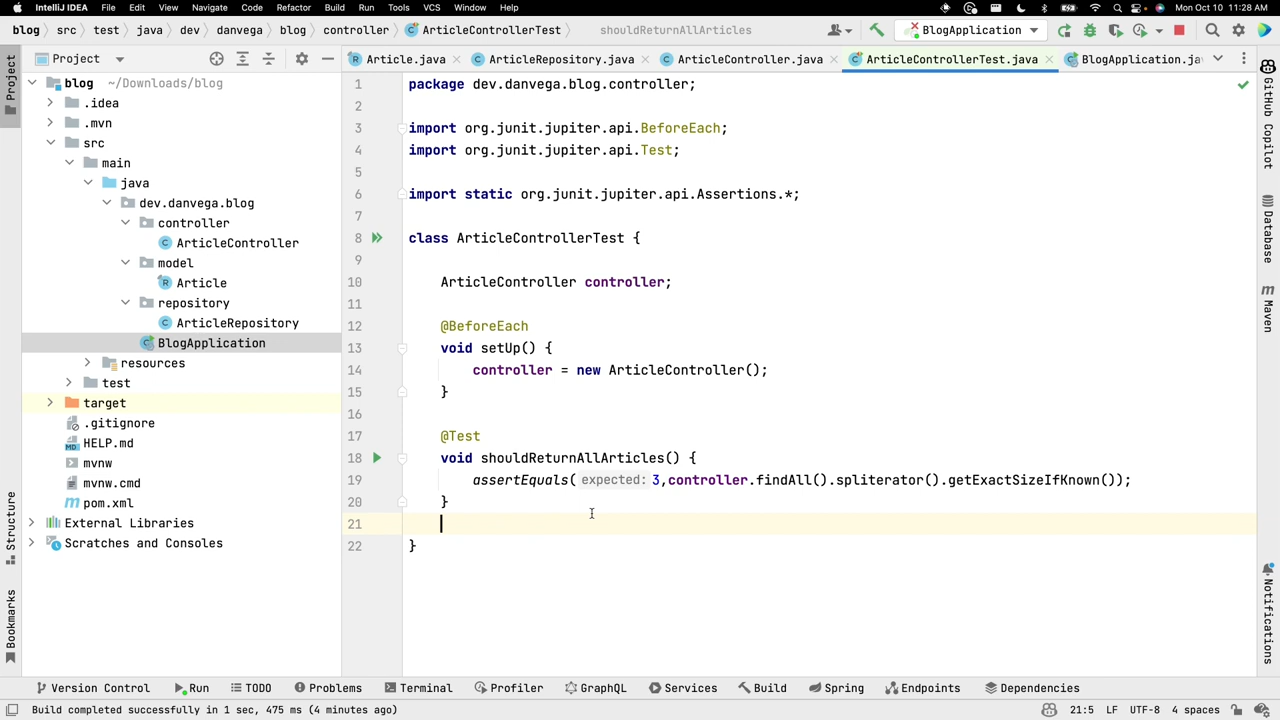 IntelliJ IDEA File Edit View Navigate Code Refactor Build Run Tools VCS Window Help Mon Oct 10 11:28 AM
blog src test java dev danvega blog controller ArticleControllerTest shouldReturnAllArticles BlogApplication
Project Article.java ArticleRepository.java ArticleController.java ArticleControllerTest.java BlogApplication.ja
blog ~/Downloads/blog
.idea
.mvn
src
main
java
dev.danvega.blog
controller
ArticleController
model
Article
repository
ArticleRepository
BlogApplication
resources
test
target
.gitignore
HELP.md
mvnw
mvnw.cmd
pom.xml
External Libraries
Scratches and Consoles
1 package dev.danvega.blog.controller;
2
3 import org.junit.jupiter.api.BeforeEach;
4 import org.junit.jupiter.api.Test;
5
6 import static org.junit.jupiter.api.Assertions.*;
7
8 class ArticleControllerTest {
9
10 ArticleController controller;
11
12 @BeforeEach
13 void setUp() {
14 controller = new ArticleController();
15 }
16
17 @Test
18 void shouldReturnAllArticles() {
19 assertEquals( expected: 3,controller.findAll().spliterator().getExactSizeIfKnown());
20 }
21
22 }
Project
Structure
Bookmarks
GitHub Copilot
Database
m Maven
Notifications
Version Control Run TODO Problems Terminal Profiler GraphQL Services Build Spring Endpoints Dependencies
Build completed successfully in 1 sec, 475 ms (4 minutes ago) 21:5 LF UTF-8 4 spaces